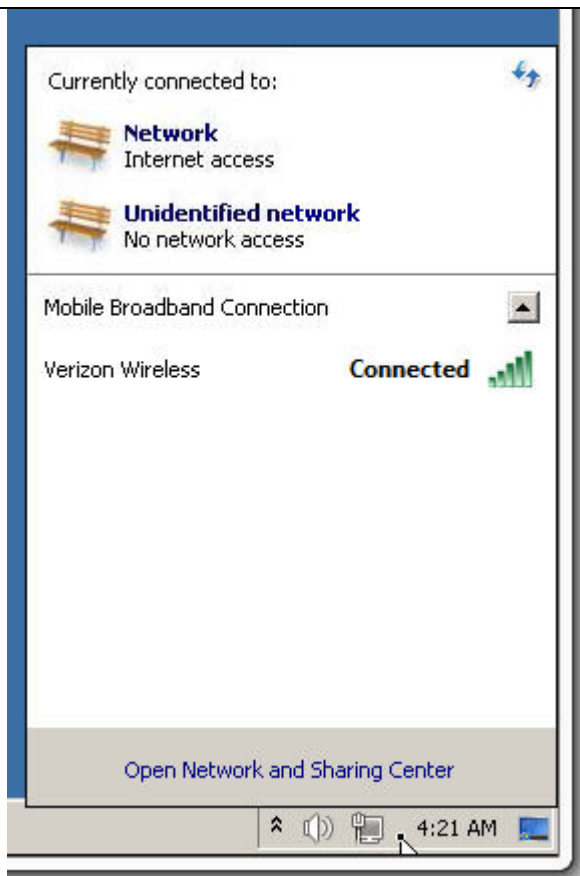 Currently connected to:
Network
Internet access
Unidentified network
No network access
Mobile Broadband Connection
Verizon Wireless Connected
Open Network and Sharing Center
4:21 AM